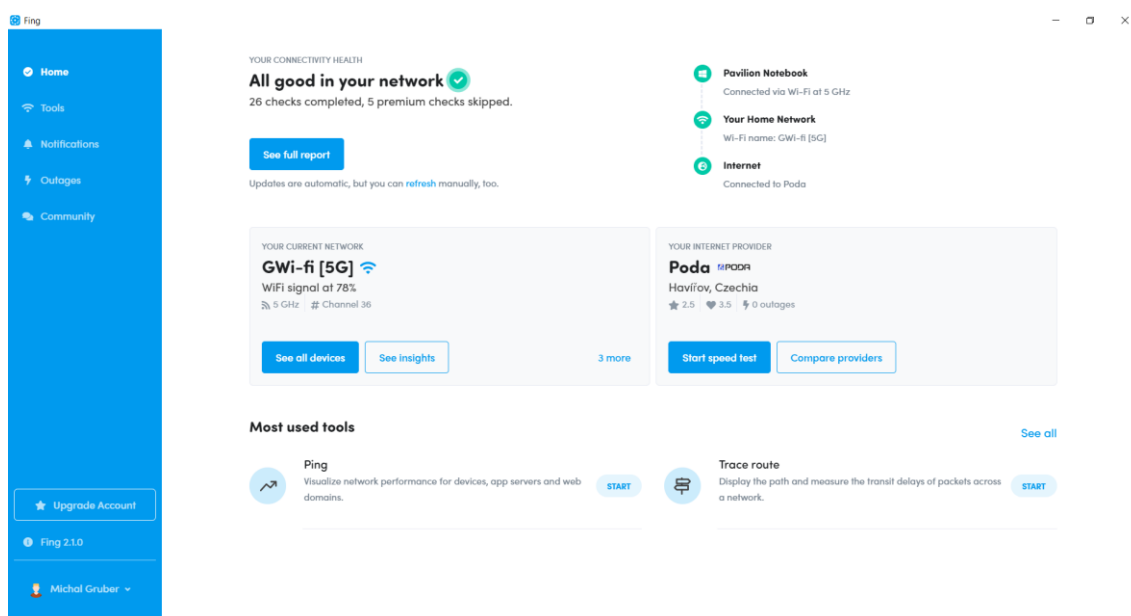 Fing
Home
Tools
Notifications
Outages
Community
Upgrade Account
Fing 2.1.0
Michal Gruber
YOUR CONNECTIVITY HEALTH
All good in your network
26 checks completed, 5 premium checks skipped.
See full report
Updates are automatic, but you can refresh manually, too.
Pavilion Notebook
Connected via Wi-Fi at 5 GHz
Your Home Network
Wi-Fi name: GWi-fi [5G]
Internet
Connected to Poda
YOUR CURRENT NETWORK
GWi-fi [5G]
WiFi signal at 78%
5 GHz # Channel 36
See all devices See insights 3 more
YOUR INTERNET PROVIDER
Poda PODA
Havířov, Czechia
2.5 3.5 0 outages
Start speed test Compare providers
Most used tools
See all
Ping
Visualize network performance for devices, app servers and web
domains.
START
Trace route
Display the path and measure the transit delays of packets across
a network.
START